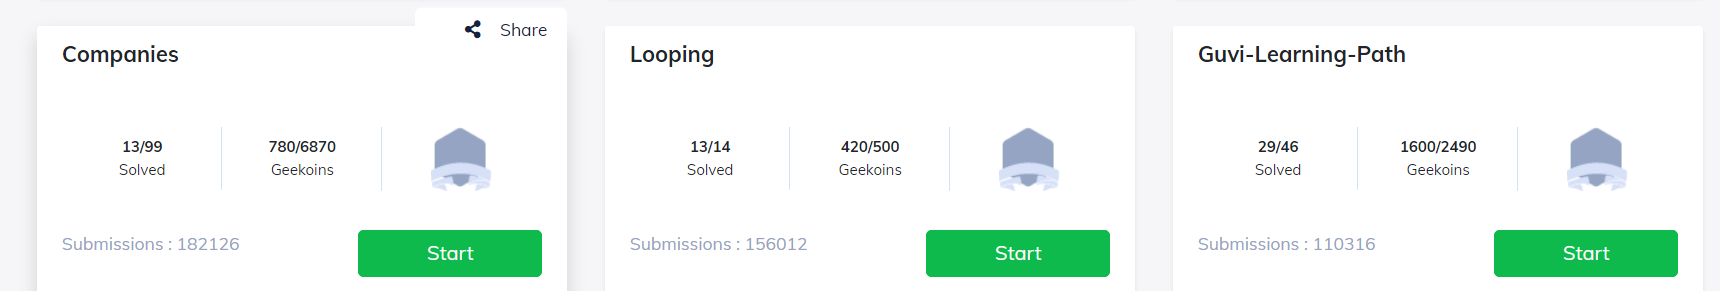 Share
Companies
13/99
Solved
780/6870
Geekoins
Submissions : 182126
Start
Looping
13/14
Solved
420/500
Geekoins
Submissions : 156012
Start
Guvi-Learning-Path
29/46
Solved
1600/2490
Geekoins
Submissions : 110316
Start